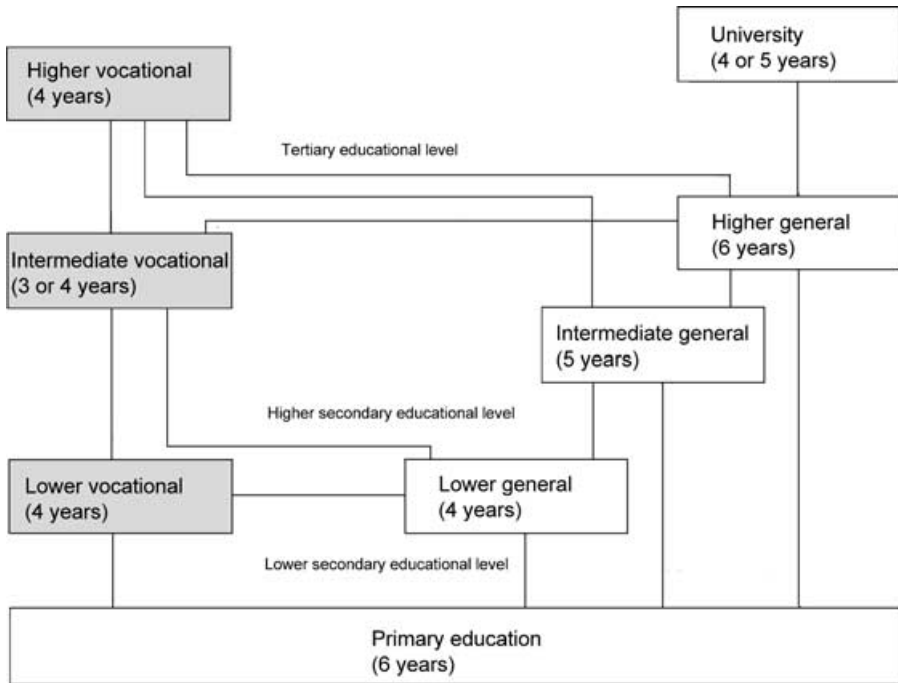 University
(4 or 5 years)
Higher vocational
(4 years)
Tertiary educational level
Higher general
(6 years)
Intermediate vocational
(3 or 4 years)
Intermediate general
(5 years)
Higher secondary educational level
Lower vocational
(4 years)
Lower general
(4 years)
Lower secondary educational level
Primary education
(6 years)